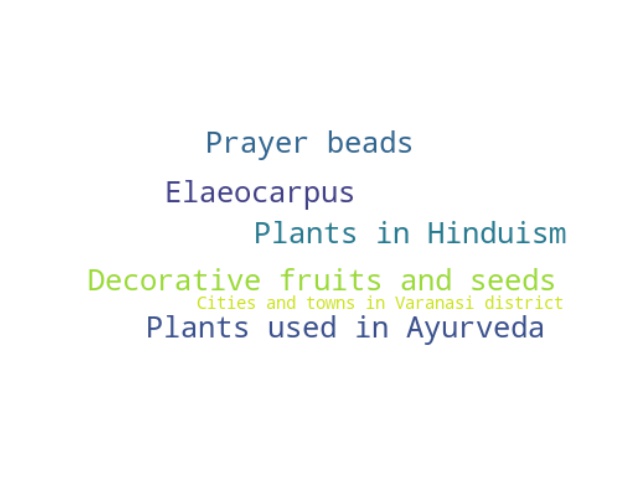 Prayer beads
Elaeocarpus
Plants in Hinduism
Decorative fruits and seeds
Cities and towns in Varanasi district
Plants used in Ayurveda